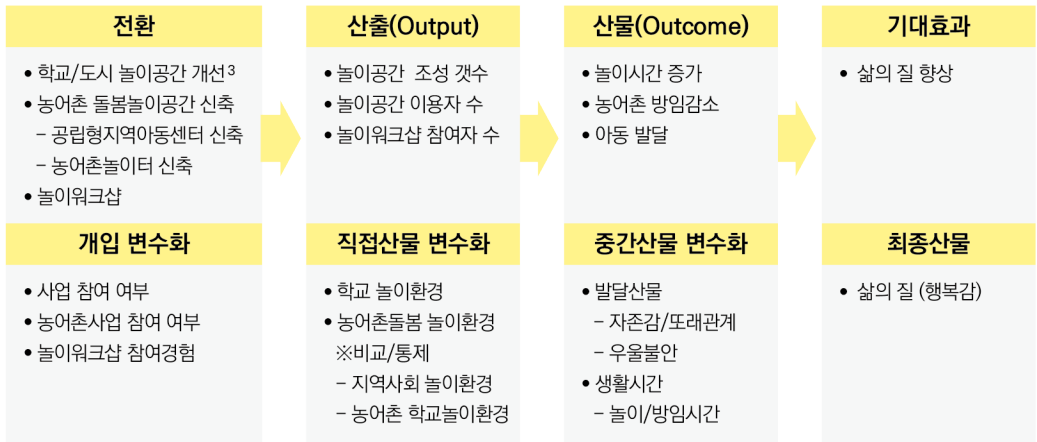 전환
• 학교/도시 놀이공간 개선³
• 농어촌 돌봄놀이공간 신축
– 공립형지역아동센터 신축
– 농어촌놀이터 신축
• 놀이워크샵
산출(Output)
• 놀이공간 조성 갯수
• 놀이공간 이용자 수
• 놀이워크샵 참여자 수
산물(Outcome)
• 놀이시간 증가
• 농어촌 방임감소
• 아동 발달
기대효과
• 삶의 질 향상
개입 변수화
• 사업 참여 여부
• 농어촌사업 참여 여부
• 놀이워크샵 참여경험
직접산물 변수화
• 학교 놀이환경
• 농어촌돌봄 놀이환경
※비교/통제
– 지역사회 놀이환경
– 농어촌 학교놀이환경
중간산물 변수화
• 발달산물
– 자존감/또래관계
– 우울불안
• 생활시간
– 놀이/방임시간
최종산물
• 삶의 질 (행복감)